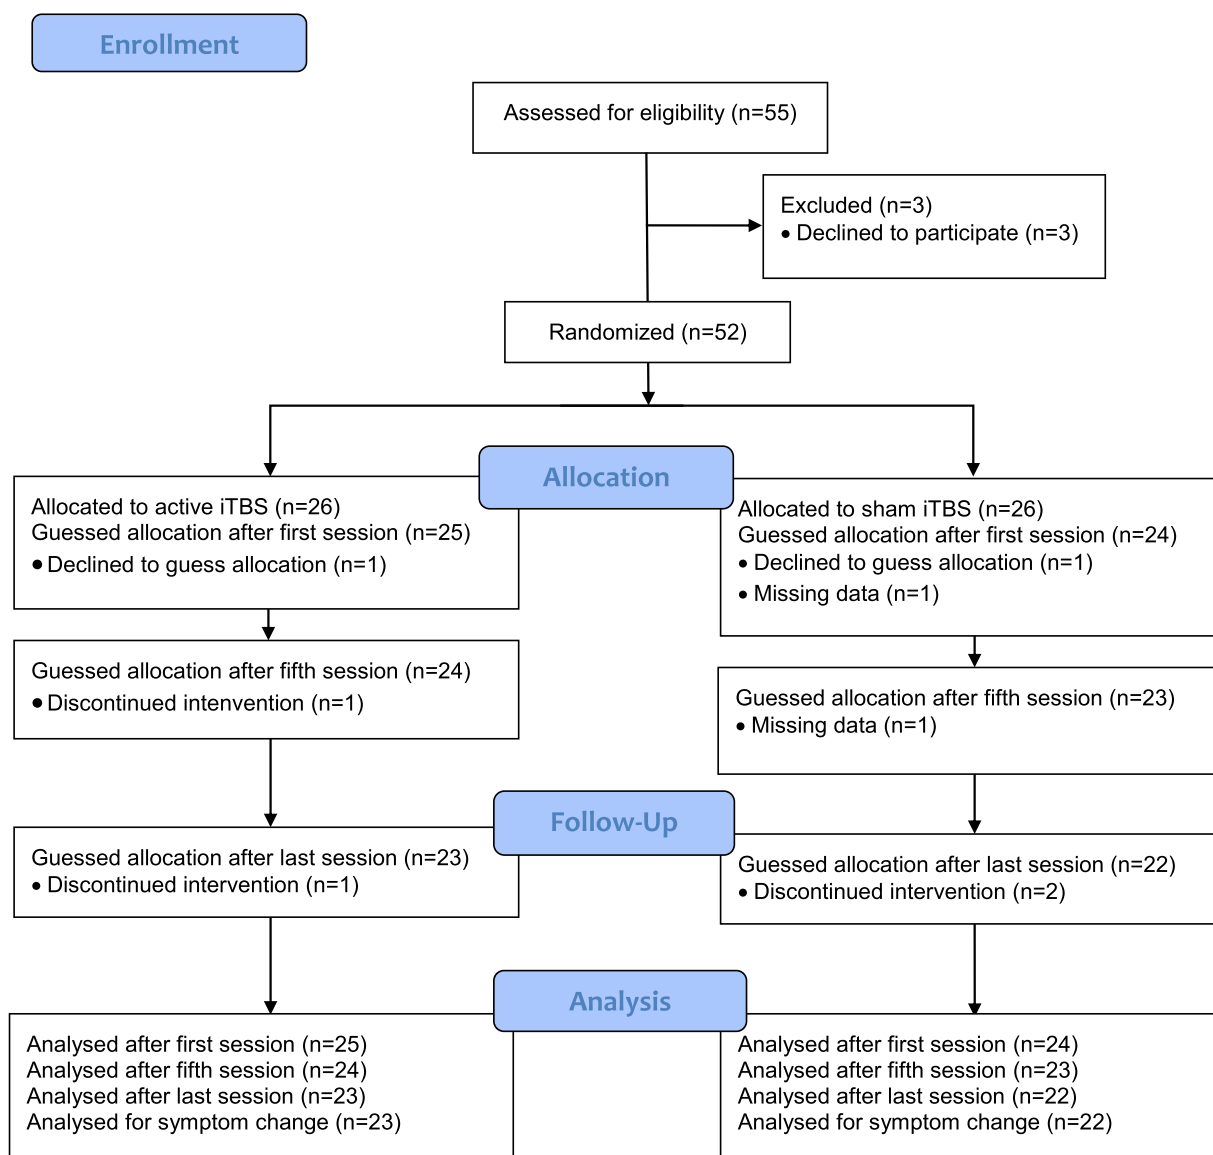 Enrollment
Assessed for eligibility (n=55)
Excluded (n=3)
• Declined to participate (n=3)
Randomized (n=52)
Allocation
Allocated to active iTBS (n=26)
Guessed allocation after first session (n=25)
• Declined to guess allocation (n=1)
Allocated to sham iTBS (n=26)
Guessed allocation after first session (n=24)
• Declined to guess allocation (n=1)
• Missing data (n=1)
Guessed allocation after fifth session (n=24)
• Discontinued intenvention (n=1)
Guessed allocation after fifth session (n=23)
• Missing data (n=1)
Follow-Up
Guessed allocation after last session (n=23)
• Discontinued intervention (n=1)
Guessed allocation after last session (n=22)
• Discontinued intervention (n=2)
Analysis
Analysed after first session (n=25)
Analysed after fifth session (n=24)
Analysed after last session (n=23)
Analysed for symptom change (n=23)
Analysed after first session (n=24)
Analysed after fifth session (n=23)
Analysed after last session (n=22)
Analysed for symptom change (n=22)